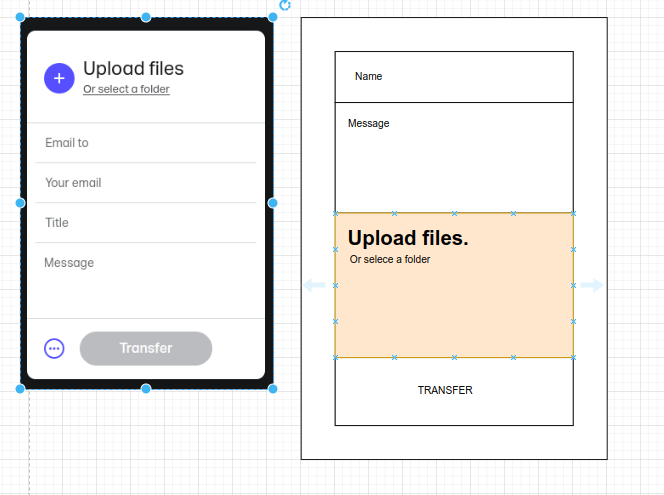 Upload files
Or select a folder
Email to
Your email
Title
Message
Transfer
Name
Message
Upload files.
Or selece a folder
TRANSFER